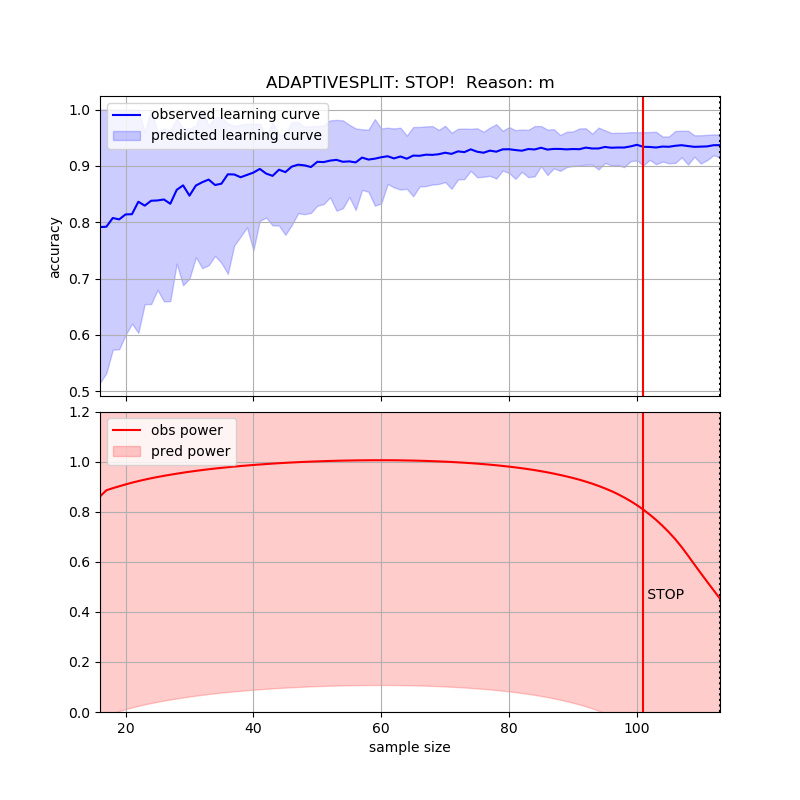 ADAPTIVESPLIT: STOP!  Reason: m
observed learning curve
predicted learning curve
accuracy
1.0
0.9
0.8
0.7
0.6
0.5
obs power
pred power
STOP
1.2
1.0
0.8
0.6
0.4
0.2
0.0
20 40 60 80 100
sample size